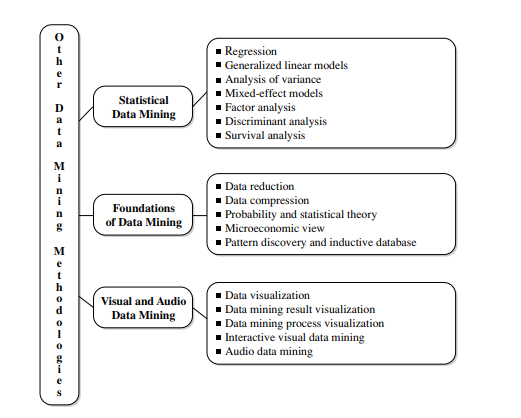 Other Data Mining Methodologies
Statistical
Data Mining
■ Regression
■ Generalized linear models
■ Analysis of variance
■ Mixed-effect models
■ Factor analysis
■ Discriminant analysis
■ Survival analysis
Foundations
of Data Mining
■ Data reduction
■ Data compression
■ Probability and statistical theory
■ Microeconomic view
■ Pattern discovery and inductive database
Visual and Audio
Data Mining
■ Data visualization
■ Data mining result visualization
■ Data mining process visualization
■ Interactive visual data mining
■ Audio data mining